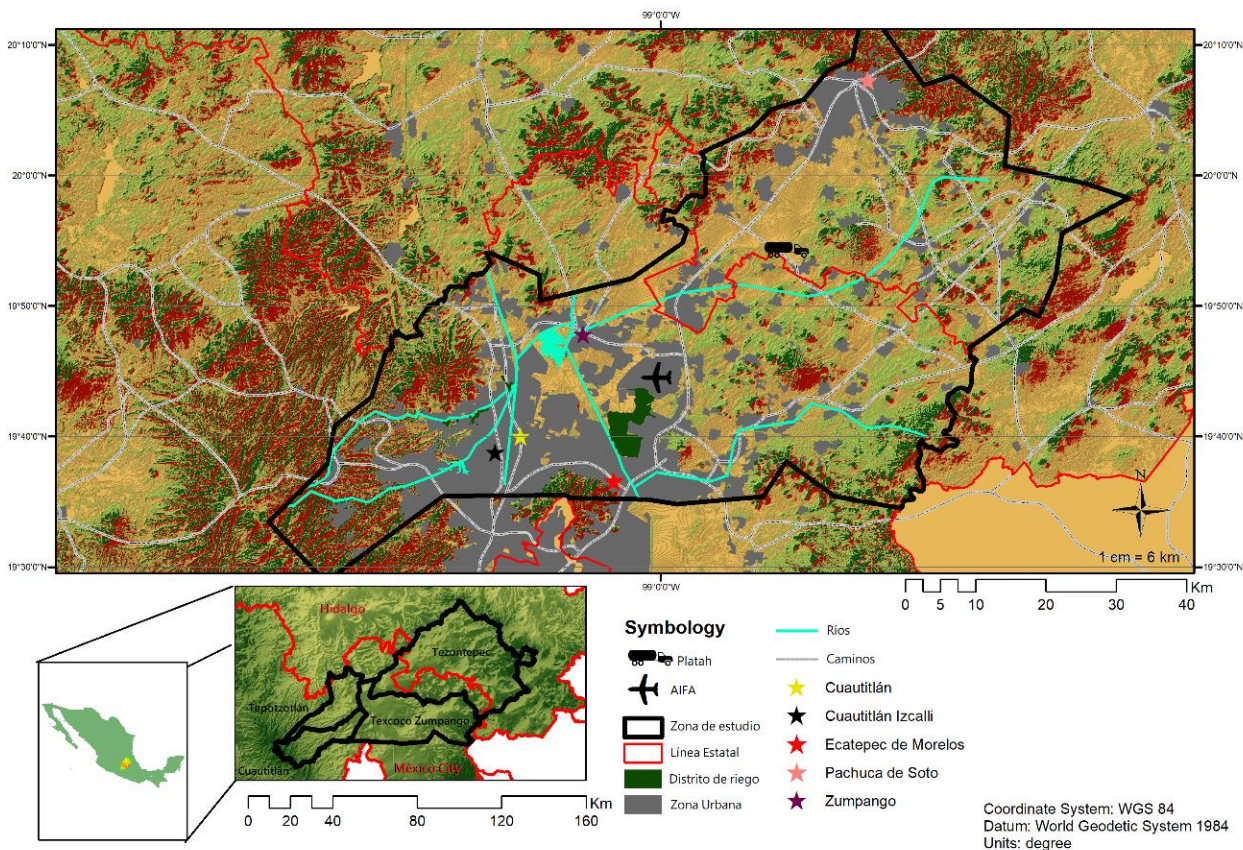 99°0'0"W
20°10'0"N
20°10'0"N
20°0'0"N
20°0'0"N
19°50'0"N
19°50'0"N
19°40'0"N
19°40'0"N
19°30'0"N
19°30'0"N
N
1 cm = 6 km
99°0'0"W
Km
0 5 10 20 30 40
Hidalgo
Tezontepec
Tepotzotlán
Texcoco Zumpango
Cuautitlán
México City
Km
0 20 40 80 120 160
Symbology
Platah
AIFA
Zona de estudio
Línea Estatal
Distrito de riego
Zona Urbana
Rios
Caminos
Cuautitlán
Cuautitlán Izcalli
Ecatepec de Morelos
Pachuca de Soto
Zumpango
Coordinate System: WGS 84
Datum: World Geodetic System 1984
Units: degree